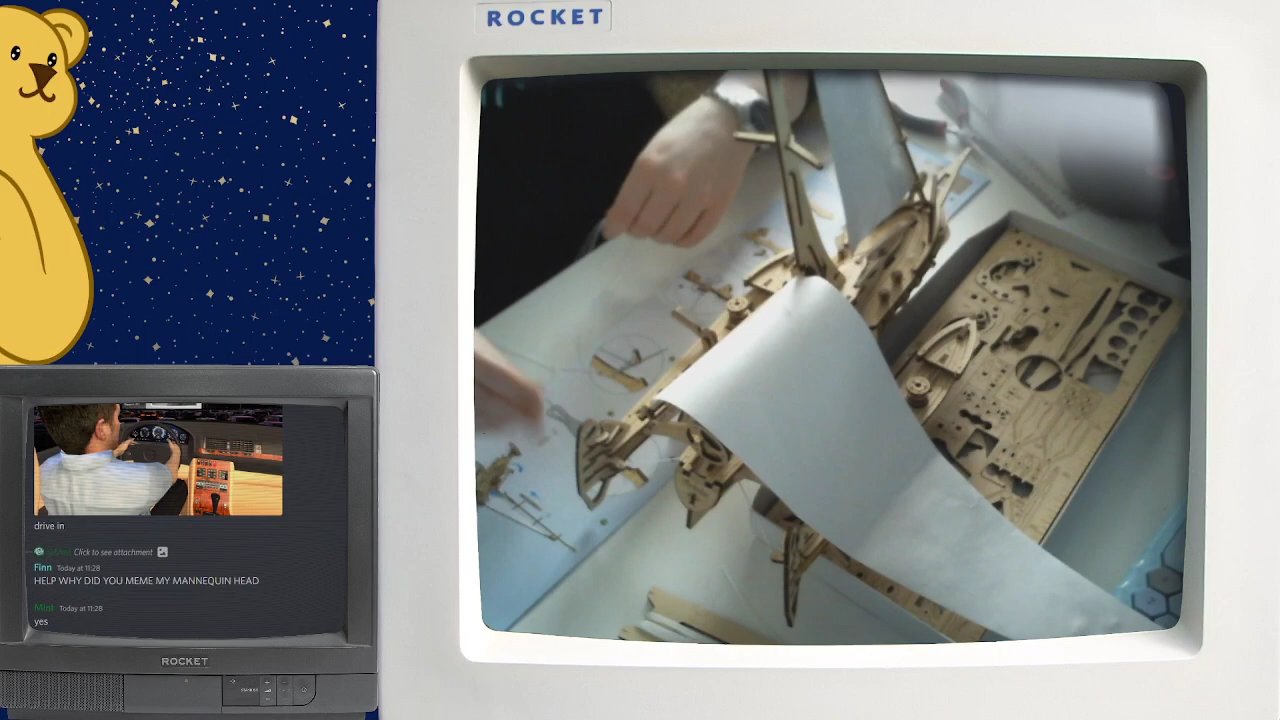 ROCKET
drive in
Click to see attachment
Finn Today at 11:28
HELP WHY DID YOU MEME MY MANNEQUIN HEAD
Mint Today at 11:28
yes
ROCKET